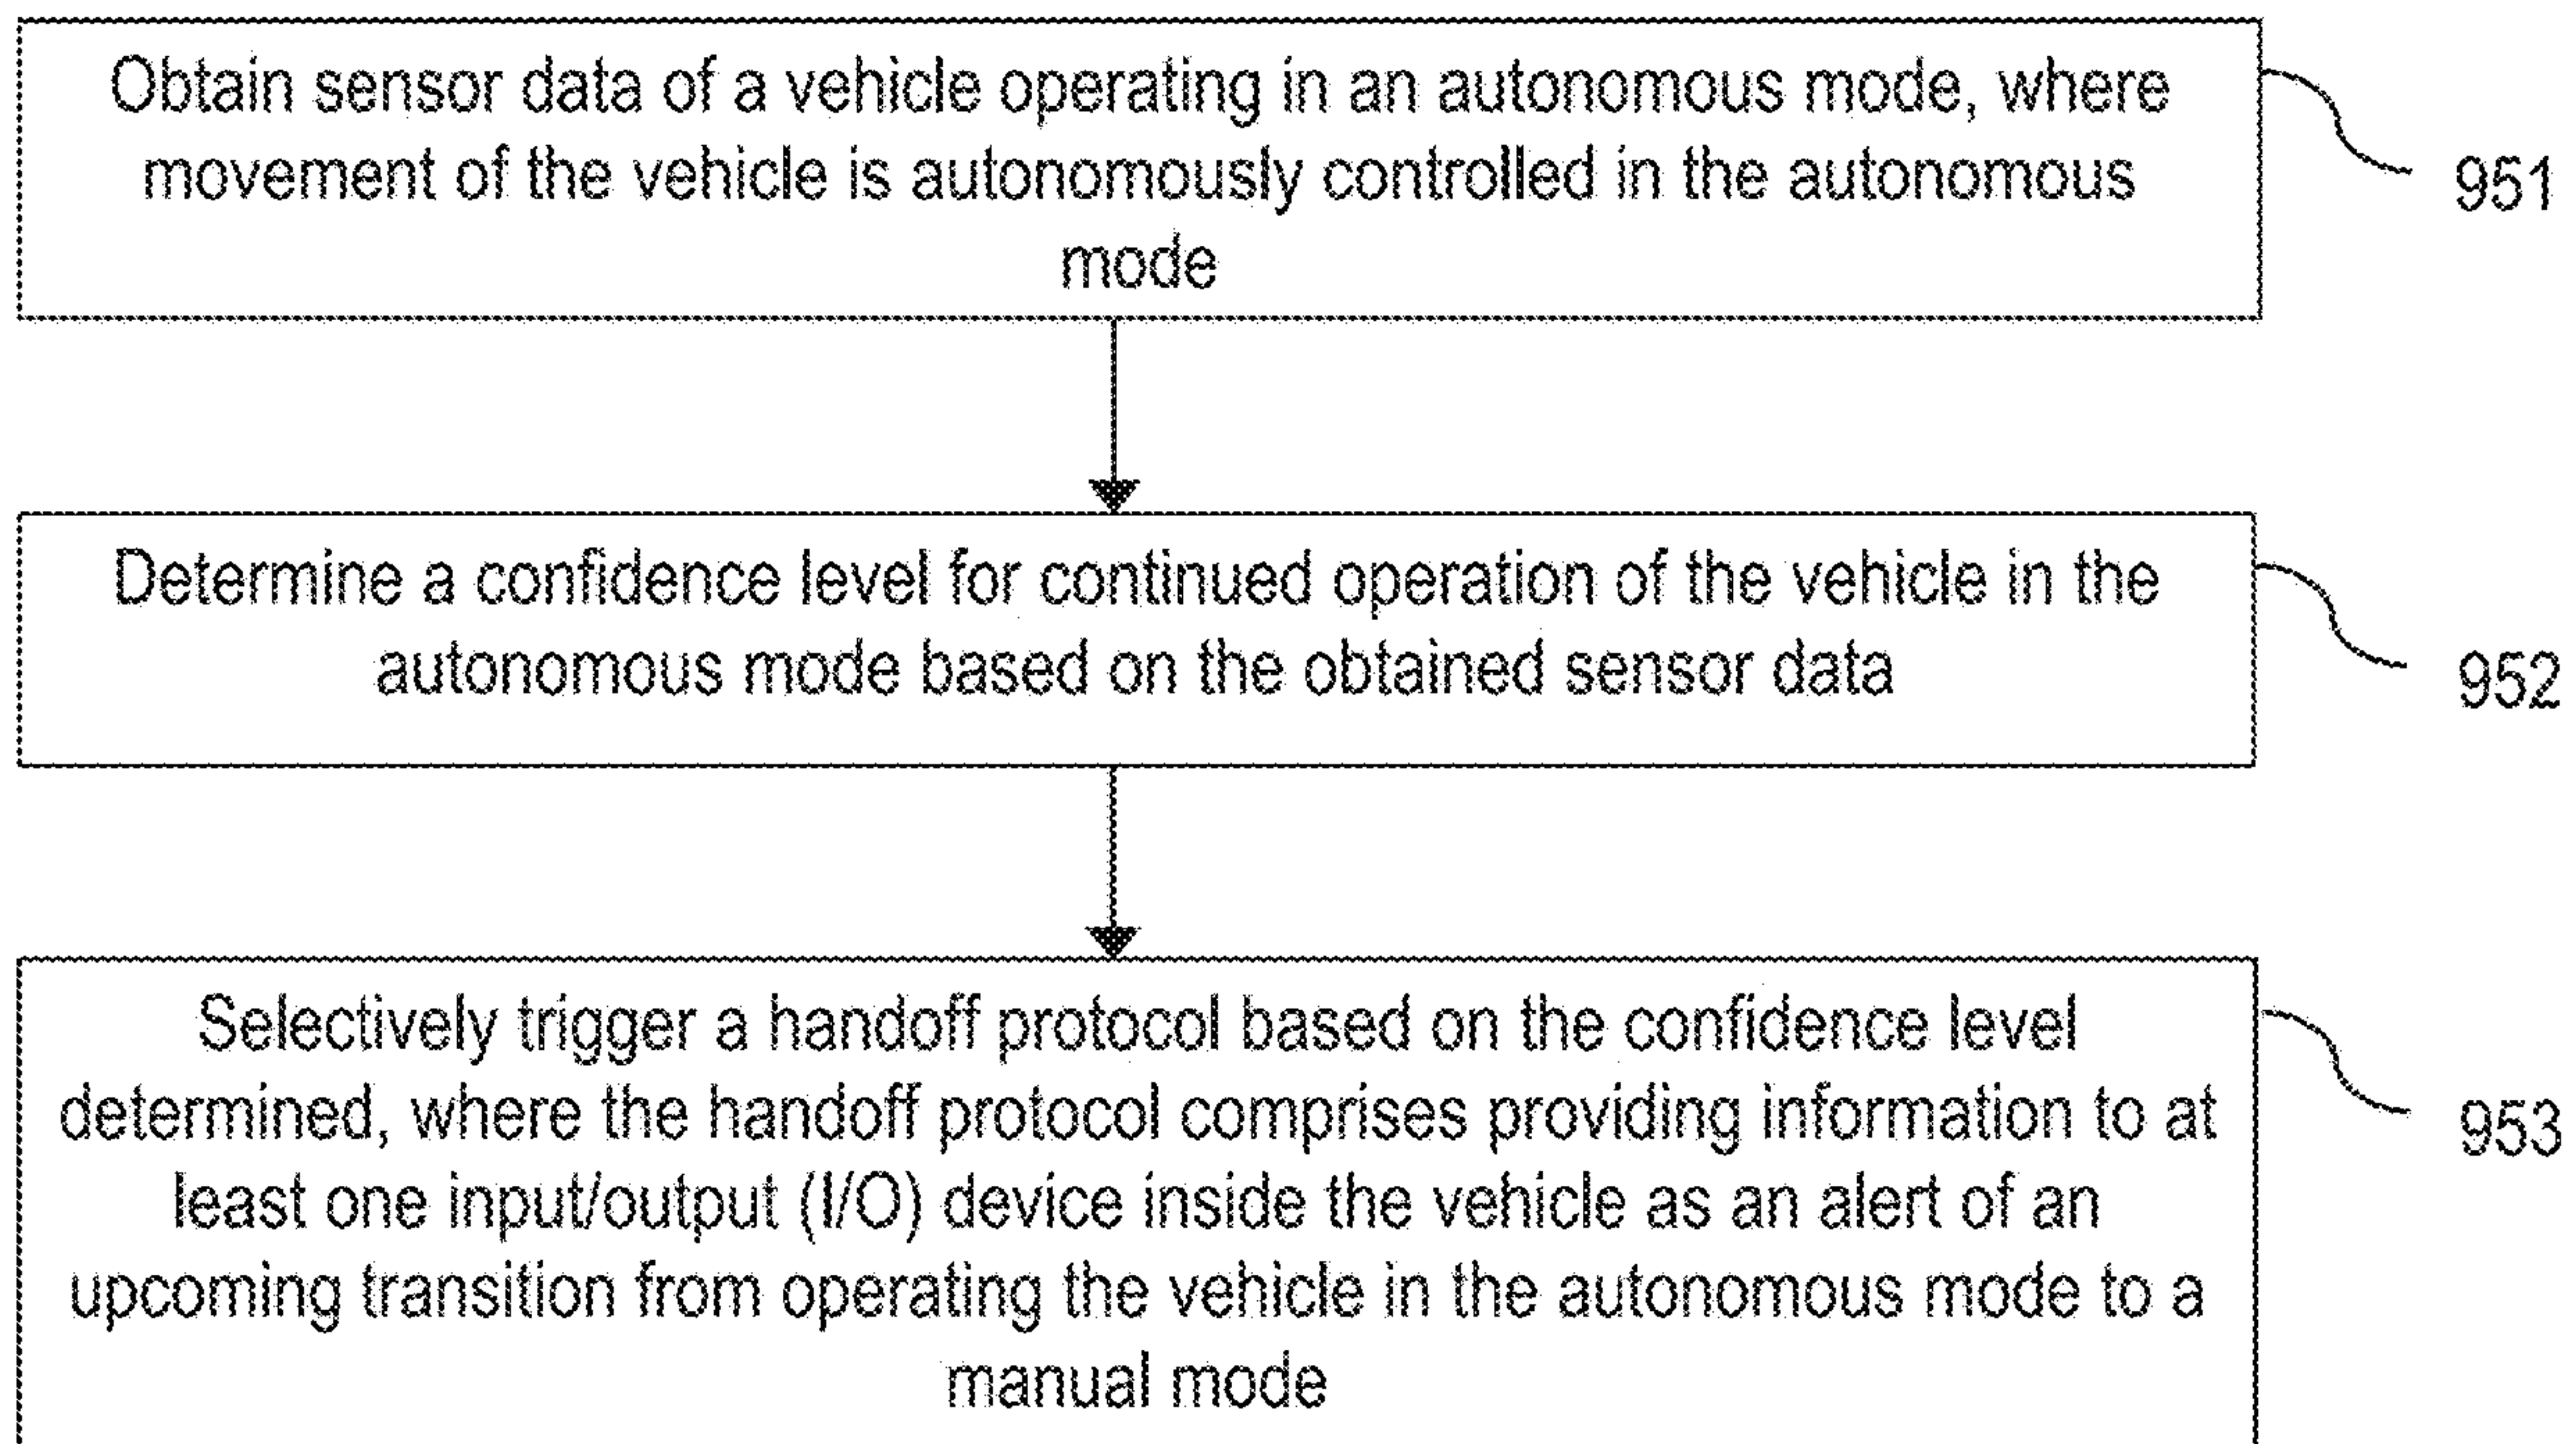 Obtain sensor data of a vehicle operating in an autonomous mode, where
movement of the vehicle is autonomously controlled in the autonomous
mode
951
Determine a confidence level for continued operation of the vehicle in the
autonomous mode based on the obtained sensor data
952
Selectively trigger a handoff protocol based on the confidence level
determined, where the handoff protocol comprises providing information to at
least one input/output (I/O) device inside the vehicle as an alert of an
upcoming transition from operating the vehicle in the autonomous mode to a
manual mode
953